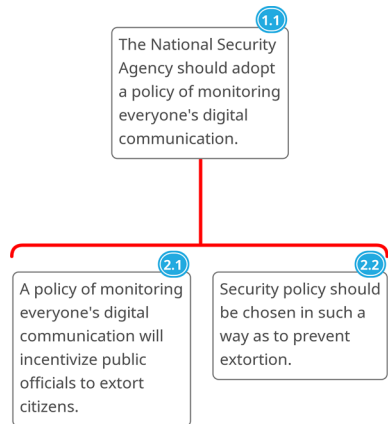 1.1
The National Security
Agency should adopt
a policy of monitoring
everyone's digital
communication.
2.1
A policy of monitoring
everyone's digital
communication will
incentivize public
officials to extort
citizens.
2.2
Security policy should
be chosen in such a
way as to prevent
extortion.